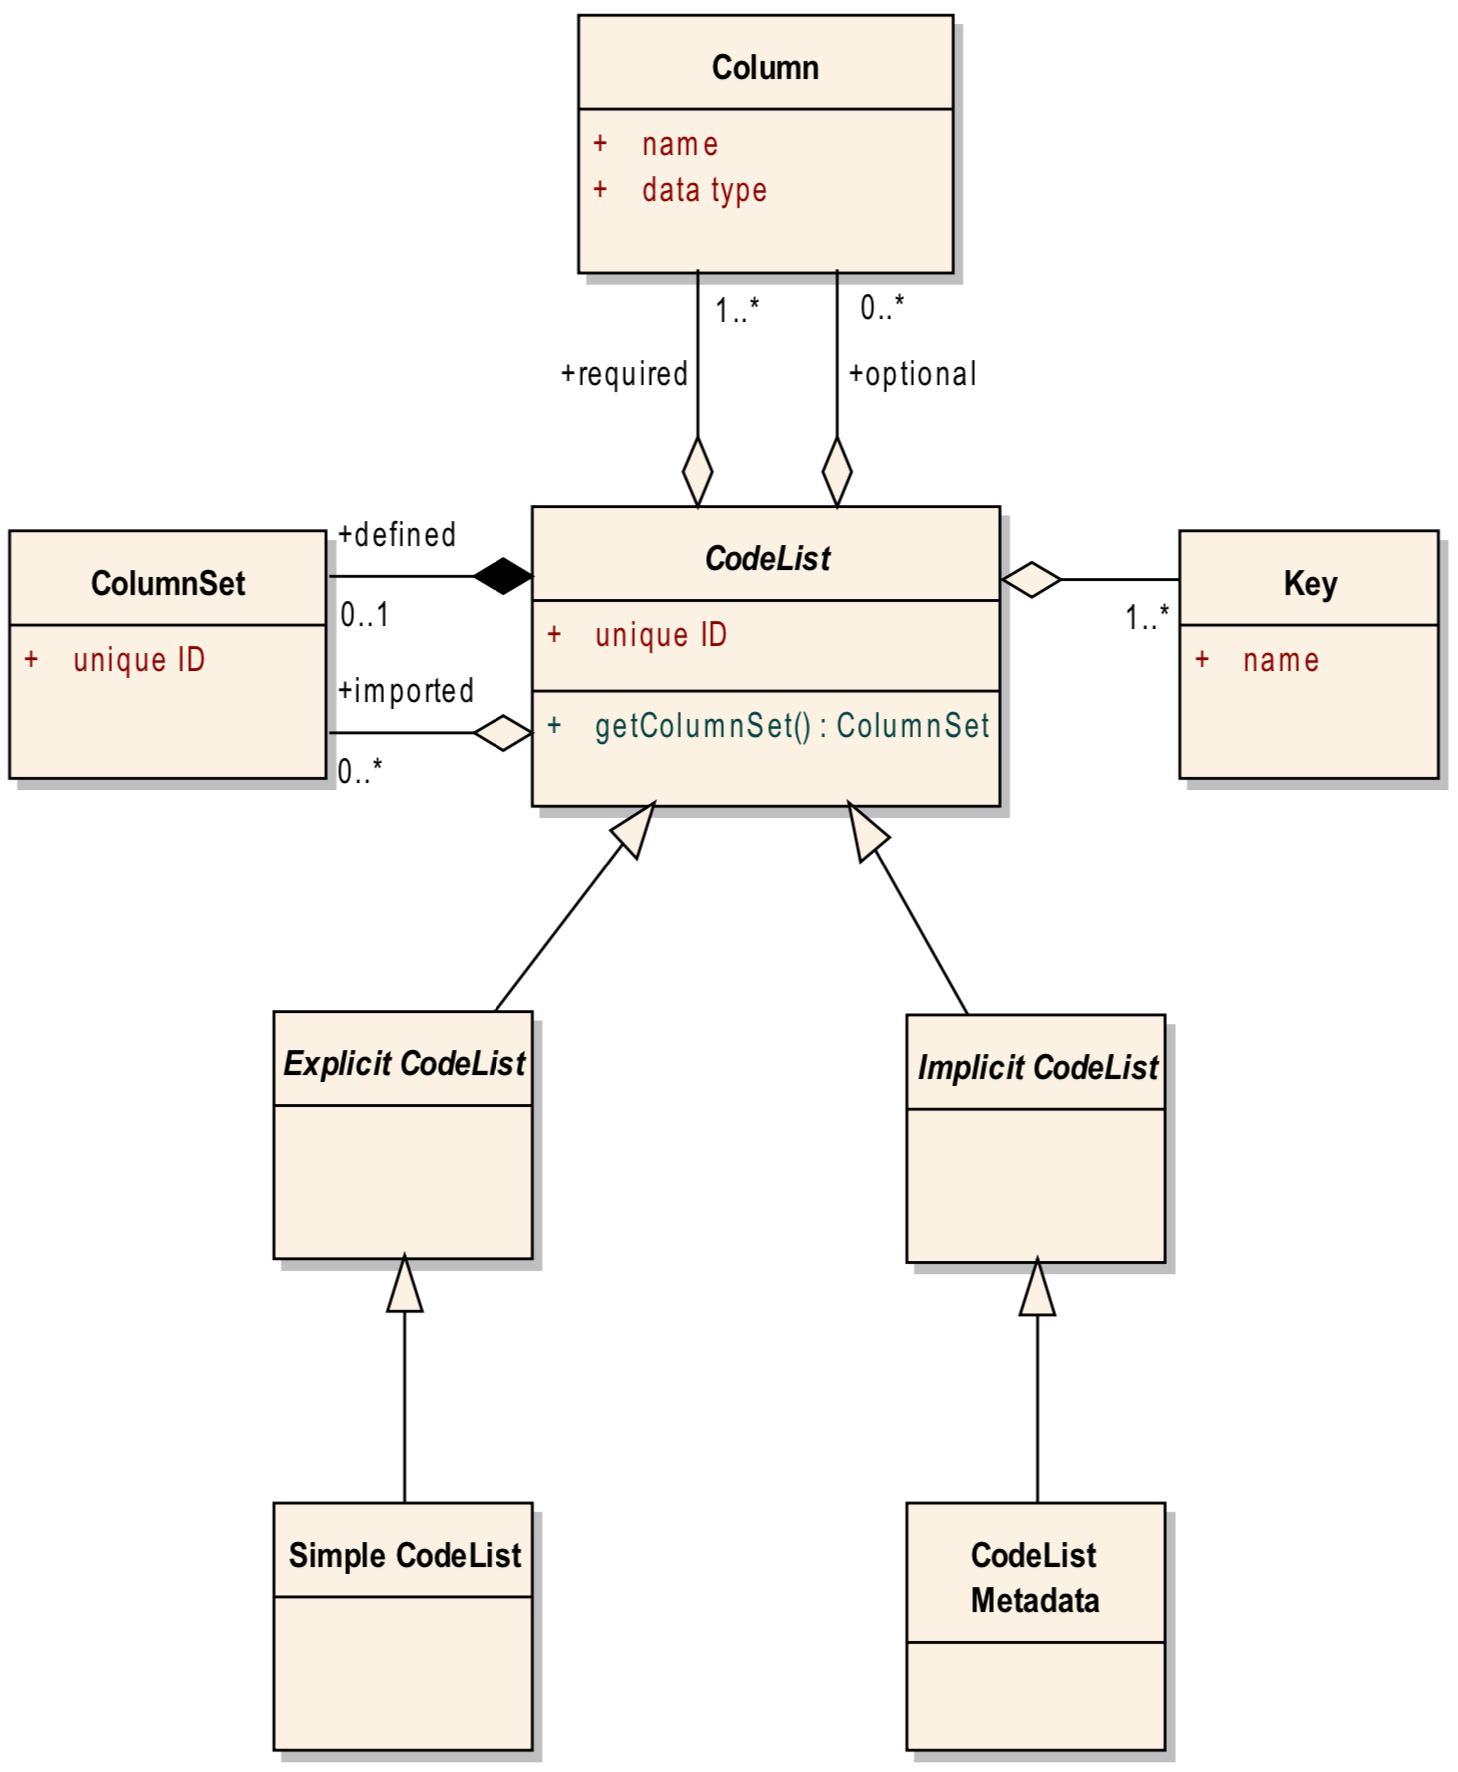 Column
+ name
+ data type
1..*
0..*
+required
+optional
+defined
0..1
+imported
0..*
ColumnSet
+ unique ID
CodeList
+ unique ID
+ getColumnSet() : ColumnSet
1..*
Key
+ name
Explicit CodeList
Implicit CodeList
Simple CodeList
CodeList
Metadata